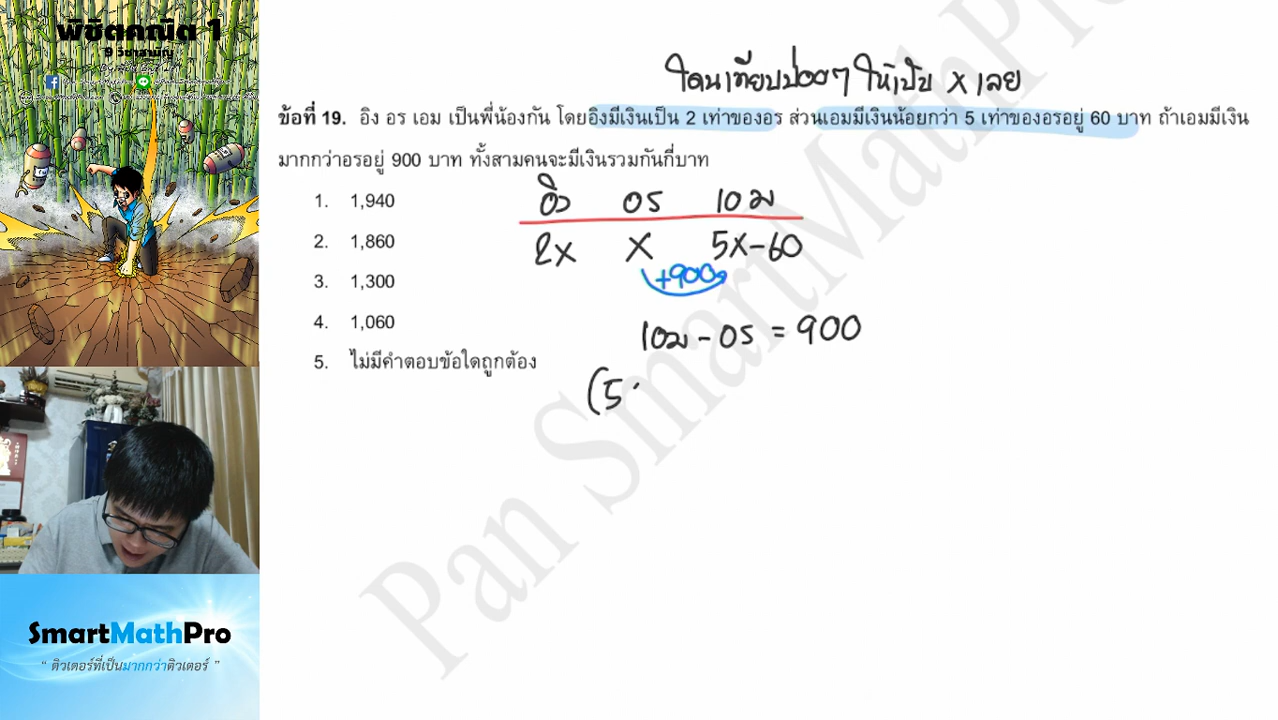 พิชิตคณิต 1
9 วิชาสามัญ
โดนเทียบบ่อยๆ ให้เป็น x เลย
ข้อที่ 19. อิง อร เอม เป็นพี่น้องกัน โดยอิงมีเงินเป็น 2 เท่าของอร ส่วนเอมมีเงินน้อยกว่า 5 เท่าของอรอยู่ 60 บาท ถ้าเอมมีเงิน
มากกว่าอรอยู่ 900 บาท ทั้งสามคนจะมีเงินรวมกันกี่บาท
1. 1,940
2. 1,860
3. 1,300
4. 1,060
5. ไม่มีคำตอบข้อใดถูกต้อง
อิง อร เอม
2x x 5x-60
+900
เอม - อร = 900
(5
SmartMathPro
“ ติวเตอร์ที่เป็นมากกว่าติวเตอร์ ”
Pan SmartMathPro